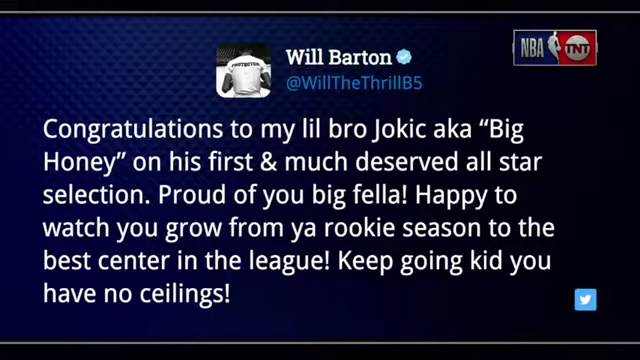 NBA TNT
Will Barton
PROTECTOR
@WillTheThrillB5
Congratulations to my lil bro Jokic aka “Big
Honey” on his first & much deserved all star
selection. Proud of you big fella! Happy to
watch you grow from ya rookie season to the
best center in the league! Keep going kid you
have no ceilings!